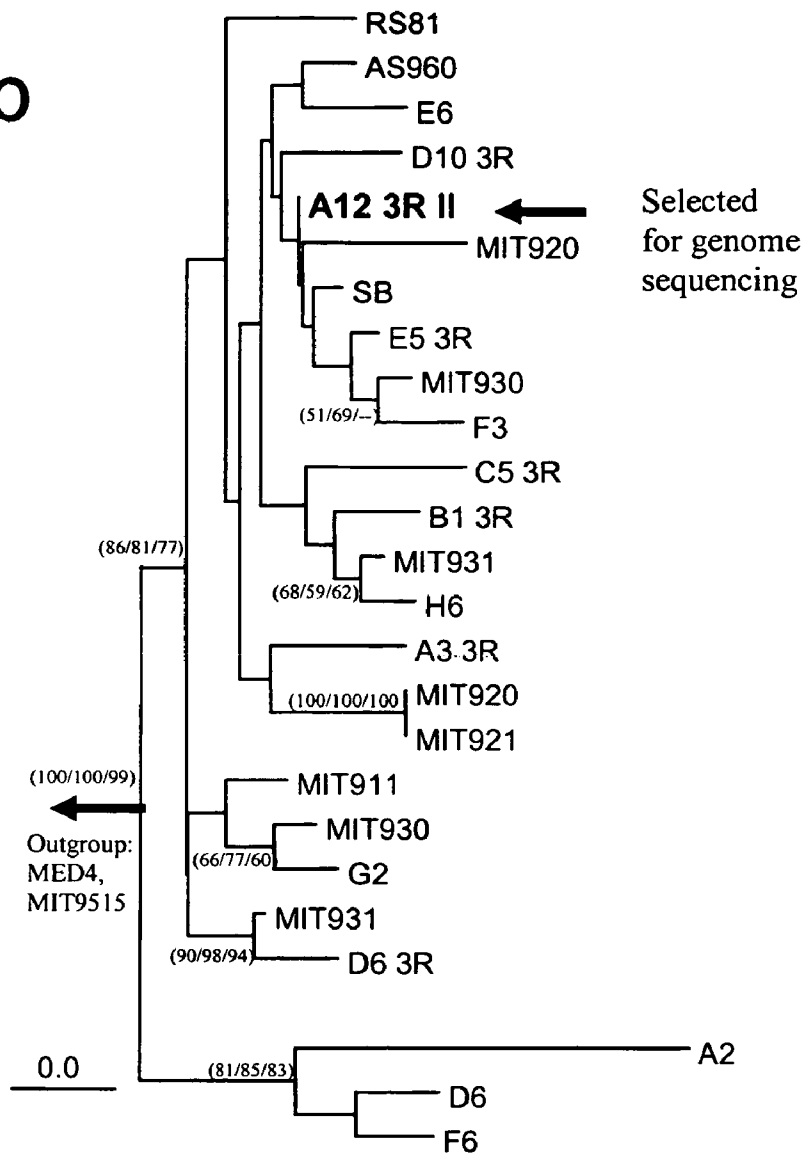 b
RS81
AS960
E6
D10 3R
A12 3R II
Selected
for genome
sequencing
MIT920
SB
E5 3R
MIT930
(51/69/--)
F3
C5 3R
B1 3R
(86/81/77)
MIT931
(68/59/62)
H6
A3 3R
(100/100/100
MIT920
MIT921
(100/100/99)
MIT911
Outgroup:
MED4,
MIT9515
MIT930
(66/77/60)
G2
MIT931
(90/98/94)
D6 3R
0.0
(81/85/83)
A2
D6
F6